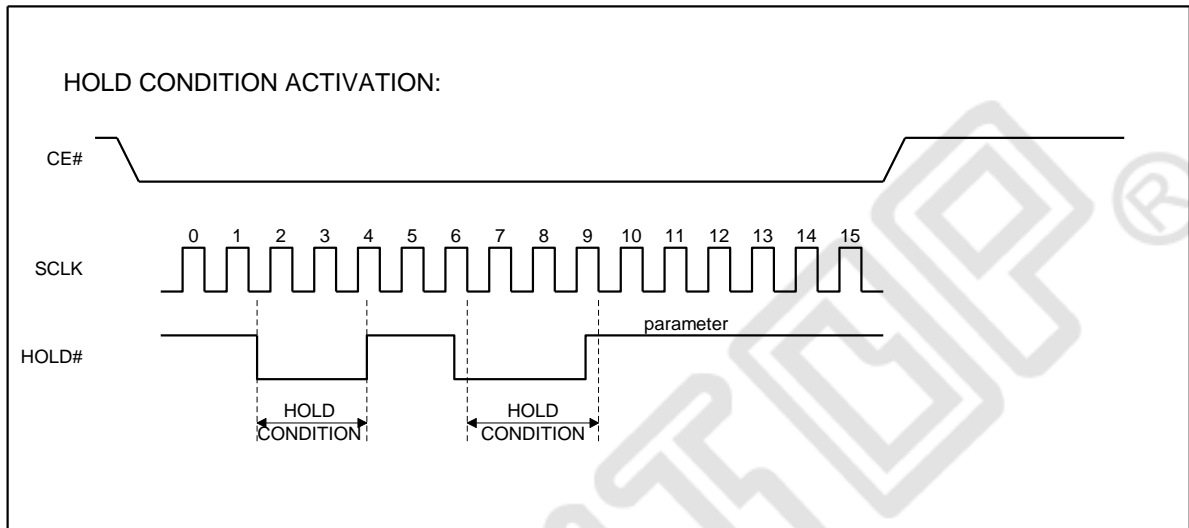 HOLD CONDITION ACTIVATION:
CE#
0 1 2 3 4 5 6 7 8 9 10 11 12 13 14 15
SCLK
parameter
HOLD#
HOLD CONDITION
HOLD CONDITION
®